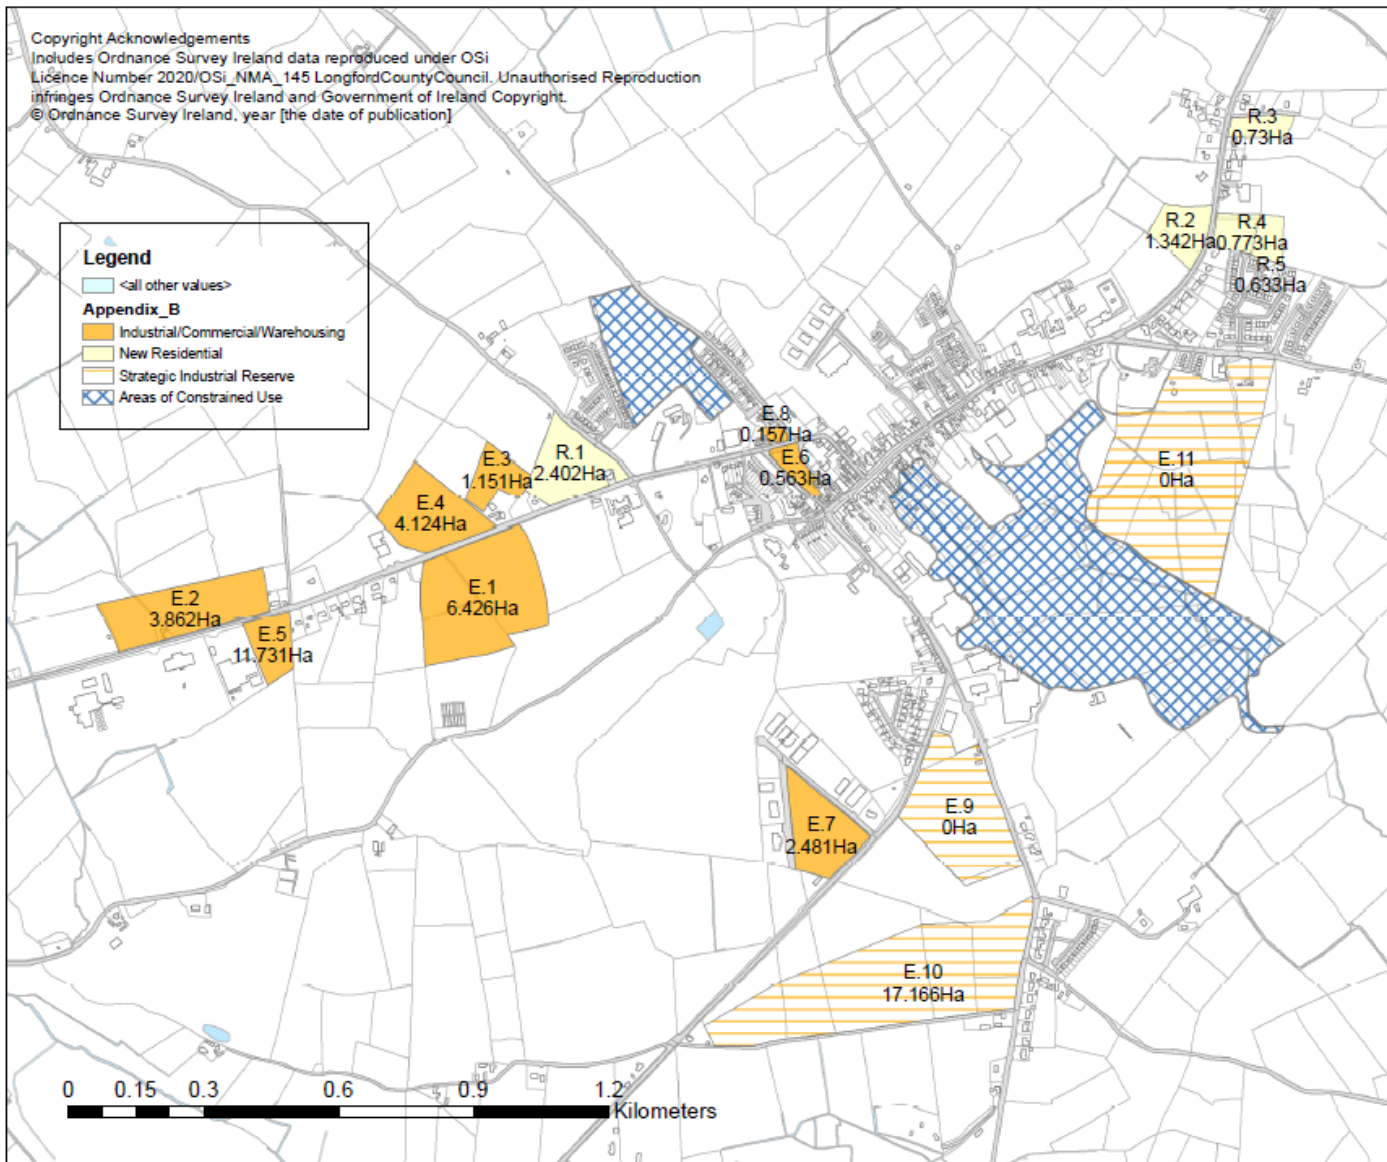 Copyright Acknowledgements
Includes Ordnance Survey Ireland data reproduced under OSi
Licence Number 2020/OSi_NMA_145 LongfordCountyCouncil. Unauthorised Reproduction
infringes Ordnance Survey Ireland and Government of Ireland Copyright.
© Ordnance Survey Ireland, year [the date of publication]
R.3
0.73Ha
R.2
1.342Ha
R.4
0.773Ha
R.5
0.633Ha
Legend
<all other values>
Appendix_B
Industrial/Commercial/Warehousing
New Residential
Strategic Industrial Reserve
Areas of Constrained Use
E.8
0.157Ha
E.6
0.563Ha
R.1
2.402Ha
E.3
1.151Ha
E.4
4.124Ha
E.11
0Ha
E.1
6.426Ha
E.2
3.862Ha
E.5
11.731Ha
E.9
0Ha
E.7
2.481Ha
E.10
17.166Ha
0 0.15 0.3 0.6 0.9 1.2
Kilometers